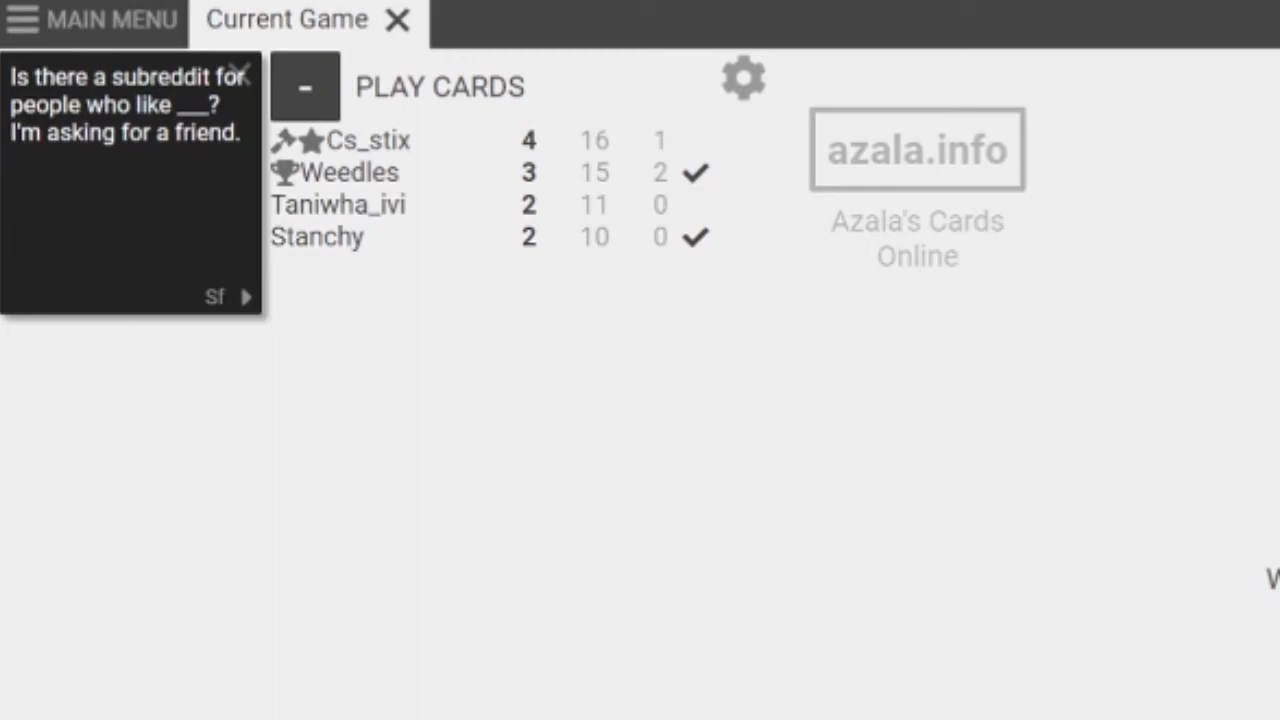 MAIN MENU
Current Game
Is there a subreddit for
people who like ___?
I'm asking for a friend.
Sf
-
PLAY CARDS
Cs_stix 4 16 1
Weedles 3 15 2
Taniwha_ivi 2 11 0
Stanchy 2 10 0
azala.info
Azala's Cards
Online